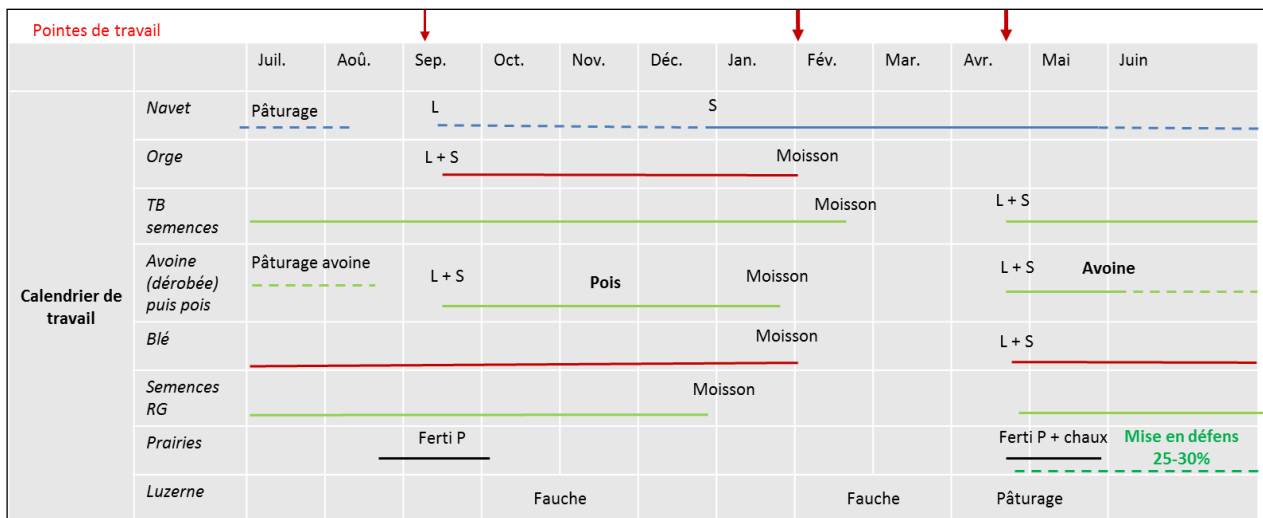 Pointes de travail
Juil. Aoû. Sep. Oct. Nov. Déc. Jan. Fév. Mar. Avr. Mai Juin
Calendrier de
travail
Navet Pâturage L S
Orge L + S Moisson
TB
semences Moisson L + S
Avoine
(dérobée)
puis pois Pâturage avoine L + S Pois Moisson L + S Avoine
Blé Moisson L + S
Semences
RG Moisson
Prairies Ferti P Ferti P + chaux Mise en défens
25-30%
Luzerne Fauche Fauche Pâturage